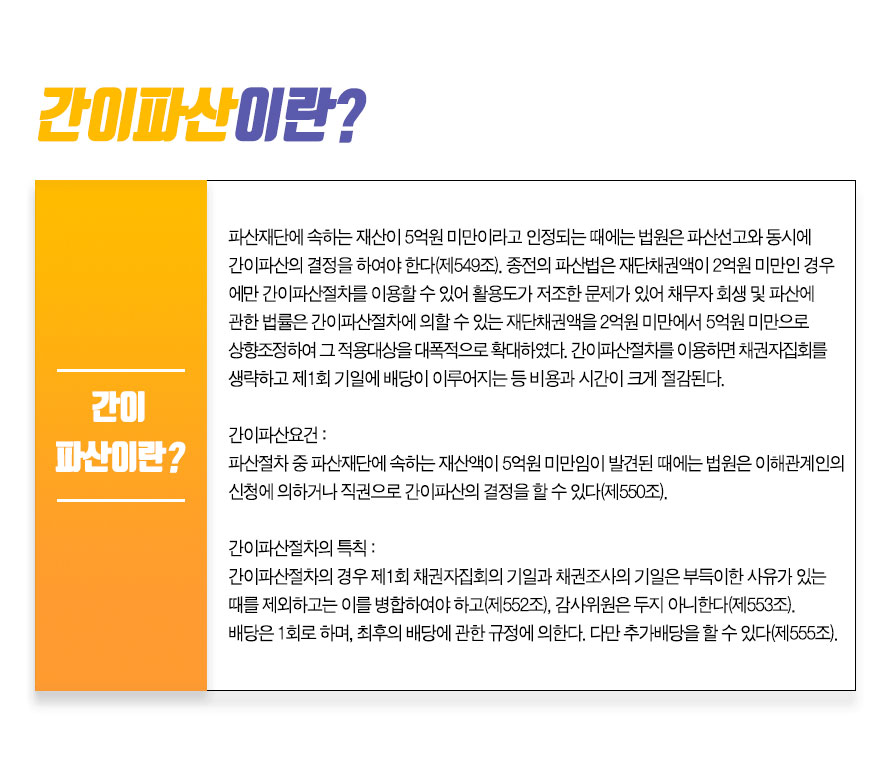 간이파산이란?
간이
파산이란?
파산재단에 속하는 재산이 5억원 미만이라고 인정되는 때에는 법원은 파산선고와 동시에
간이파산의 결정을 하여야 한다(제549조). 종전의 파산법은 재단채권액이 2억원 미만인 경우
에만 간이파산절차를 이용할 수 있어 활용도가 저조한 문제가 있어 채무자 회생 및 파산에
관한 법률은 간이파산절차에 의할 수 있는 재단채권액을 2억원 미만에서 5억원 미만으로
상향조정하여 그 적용대상을 대폭적으로 확대하였다. 간이파산절차를 이용하면 채권자집회를
생략하고 제1회 기일에 배당이 이루어지는 등 비용과 시간이 크게 절감된다.
간이파산요건 :
파산절차 중 파산재단에 속하는 재산액이 5억원 미만임이 발견된 때에는 법원은 이해관계인의
신청에 의하거나 직권으로 간이파산의 결정을 할 수 있다(제550조).
간이파산절차의 특칙 :
간이파산절차의 경우 제1회 채권자집회의 기일과 채권조사의 기일은 부득이한 사유가 있는
때를 제외하고는 이를 병합하여야 하고(제552조), 감사위원은 두지 아니한다(제553조).
배당은 1회로 하며, 최후의 배당에 관한 규정에 의한다. 다만 추가배당을 할 수 있다(제555조).